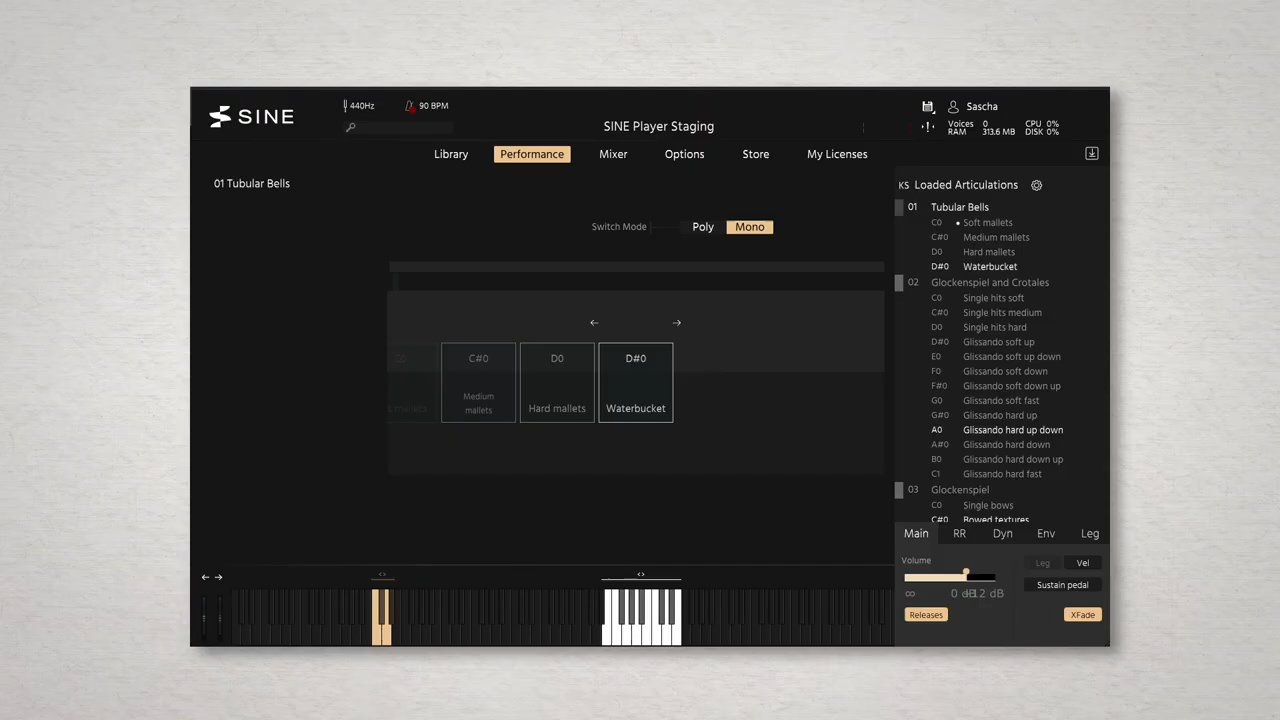 SINE
440Hz
90 BPM
SINE Player Staging
Sascha
Voices 0
RAM 313.6 MB
CPU 0%
DISK 0%
Library Performance Mixer Options Store My Licenses
01 Tubular Bells
Switch Mode Poly Mono
C#0 D0 D#0
Medium mallets
Hard mallets
Waterbucket
KS Loaded Articulations
01 Tubular Bells
C0 Soft mallets
C#0 Medium mallets
D0 Hard mallets
D#0 Waterbucket
02 Glockenspiel and Crotales
C0 Single hits soft
C#0 Single hits medium
D0 Single hits hard
D#0 Glissando soft up
E0 Glissando soft up down
F0 Glissando soft down
F#0 Glissando soft down up
G0 Glissando soft fast
G#0 Glissando hard up
A0 Glissando hard up down
A#0 Glissando hard down
B0 Glissando hard down up
C1 Glissando hard fast
03 Glockenspiel
C0 Single bows
C#0 Bowed textures
Main RR Dyn Env Leg
Volume
Leg Vel
Sustain pedal
∞ 0 dB
Releases
XFade